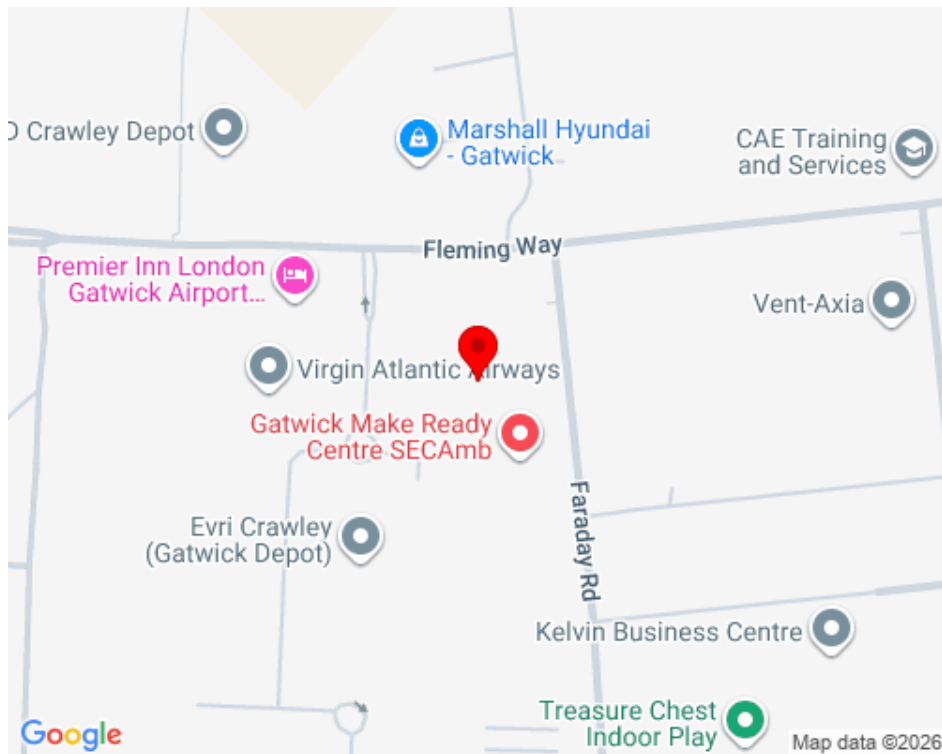 D Crawley Depot
Marshall Hyundai
- Gatwick
CAE Training
and Services
Fleming Way
Premier Inn London
Gatwick Airport...
Vent-Axia
Virgin Atlantic Airways
Gatwick Make Ready
Centre SECAmb
Faraday Rd
Evri Crawley
(Gatwick Depot)
Kelvin Business Centre
Treasure Chest
Indoor Play
Google
Map data ©2026